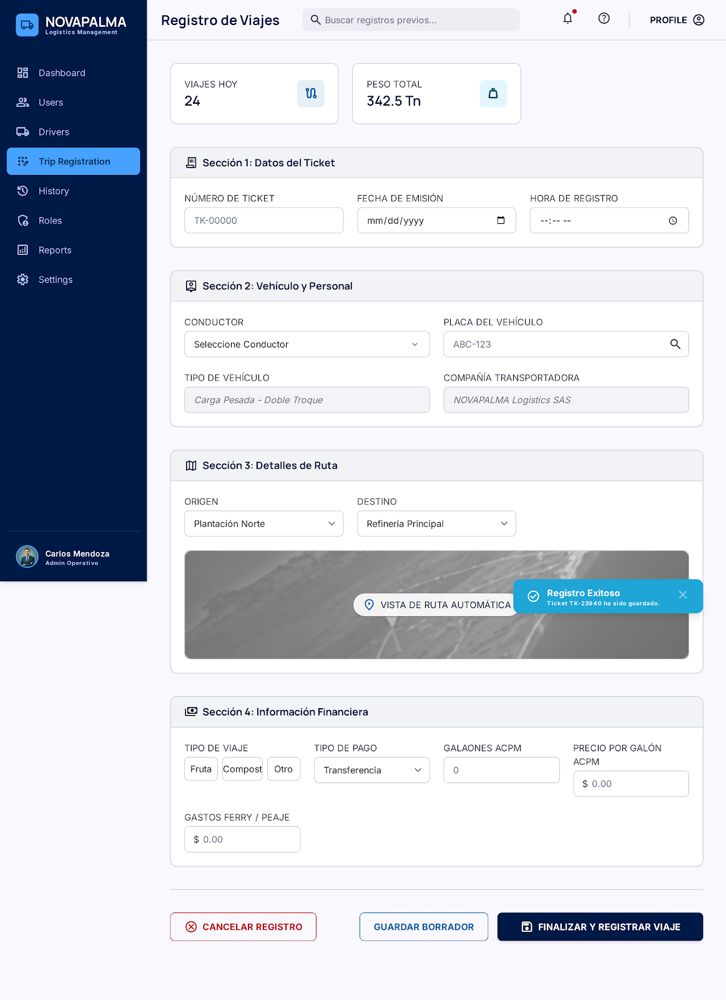 NOVAPALMA
Logistics Management
Dashboard
Users
Drivers
Trip Registration
History
Roles
Reports
Settings
Carlos Mendoza
Admin Operativo
Registro de Viajes
Buscar registros previos...
PROFILE
VIAJES HOY
24
PESO TOTAL
342.5 Tn
Sección 1: Datos del Ticket
NÚMERO DE TICKET
FECHA DE EMISIÓN
HORA DE REGISTRO
TK-00000
mm/dd/yyyy
--:-- --
Sección 2: Vehículo y Personal
CONDUCTOR
PLACA DEL VEHÍCULO
Seleccione Conductor
ABC-123
TIPO DE VEHÍCULO
COMPAÑÍA TRANSPORTADORA
Carga Pesada - Doble Troque
NOVAPALMA Logistics SAS
Sección 3: Detalles de Ruta
ORIGEN
DESTINO
Plantación Norte
Refinería Principal
VISTA DE RUTA AUTOMÁTICA
Registro Exitoso
Ticket TK-23940 ha sido guardado.
Sección 4: Información Financiera
TIPO DE VIAJE
TIPO DE PAGO
GALAONES ACPM
PRECIO POR GALÓN
ACPM
Fruta
Compost
Otro
Transferencia
0
$ 0.00
GASTOS FERRY / PEAJE
$ 0.00
CANCELAR REGISTRO
GUARDAR BORRADOR
FINALIZAR Y REGISTRAR VIAJE